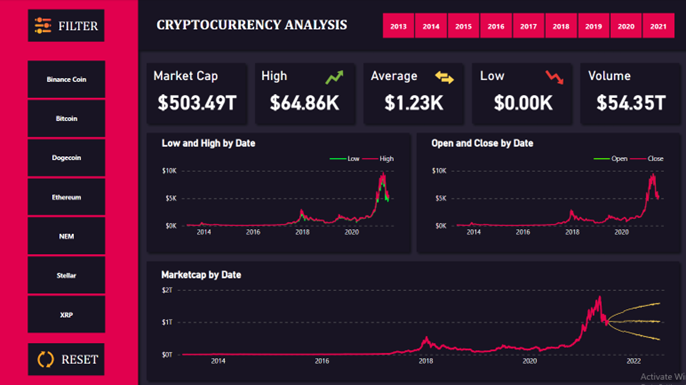 FILTER
CRYPTOCURRENCY ANALYSIS
2013 2014 2015 2016 2017 2018 2019 2020 2021
Binance Coin
Bitcoin
Dogecoin
Ethereum
NEM
Stellar
XRP
RESET
Market Cap
$503.49T
High
$64.86K
Average
$1.23K
Low
$0.00K
Volume
$54.35T
Low and High by Date
Low High
$10K
$5K
$0K
2014 2016 2018 2020
Open and Close by Date
Open Close
$10K
$5K
$0K
2014 2016 2018 2020
Marketcap by Date
$2T
$1T
$0T
2014 2016 2018 2020 2022
Activate Wi